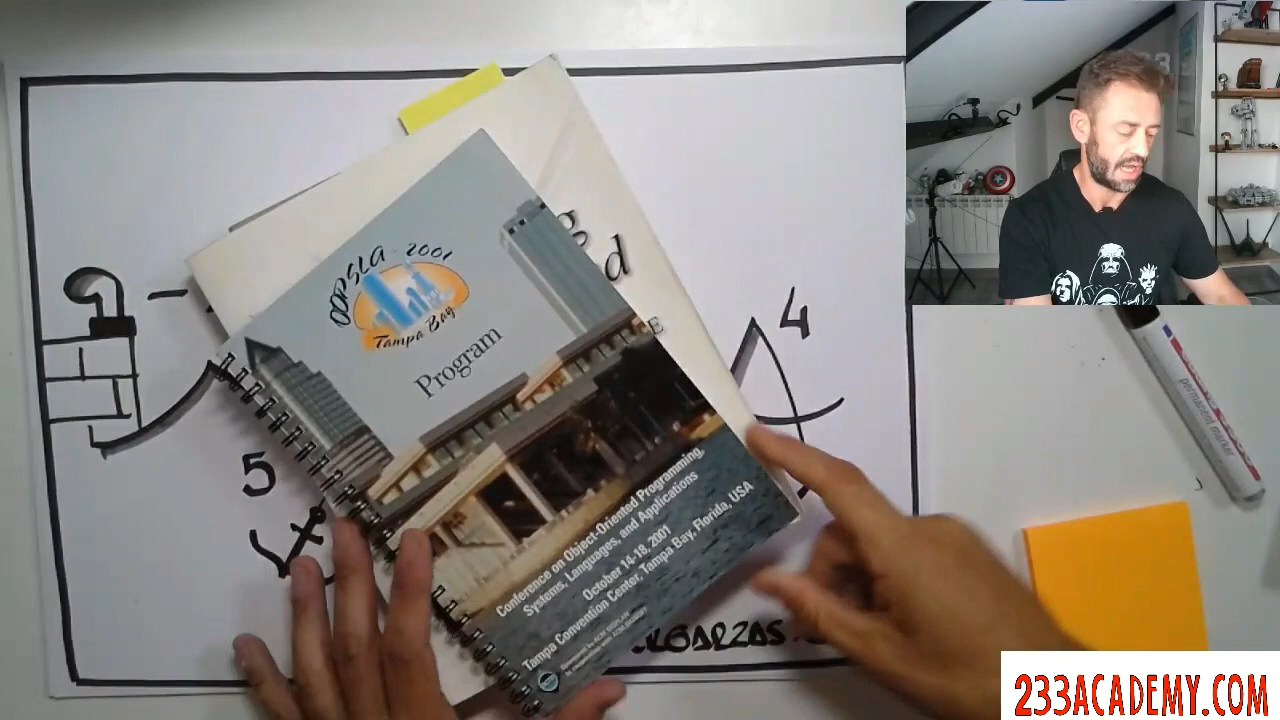 OOPSLA 2001
Tampa Bay
Program
Conference on Object-Oriented Programming,
Systems, Languages, and Applications
October 14-18, 2001
Tampa Convention Center, Tampa Bay, Florida, USA
g
d
E
4
5
permanent marker
233ACADEMY.COM